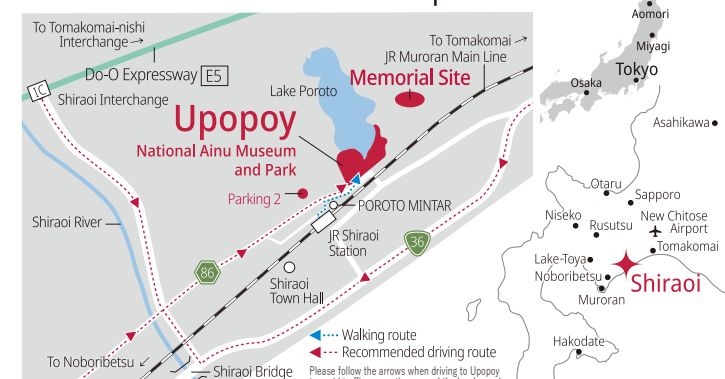 To Tomakomai-nishi
Interchange →
Do-O Expressway E5
IC
Shiraoi Interchange
To Tomakomai →
JR Muroran Main Line
Lake Poroto
Memorial Site
Upopoy
National Ainu Museum
and Park
Parking 2
POROTO MINTAR
Shiraoi River
JR Shiraoi
Station
36
86
Shiraoi
Town Hall
Walking route
Recommended driving route
Please follow the arrows when driving to Upopoy
To Noboribetsu ↙
Shiraoi Bridge
Aomori
Miyagi
Tokyo
Osaka
Asahikawa
Otaru
Sapporo
Niseko
Rusutsu
New Chitose
Airport
Tomakomai
Lake-Toya
Noboribetsu
Shiraoi
Muroran
Hakodate